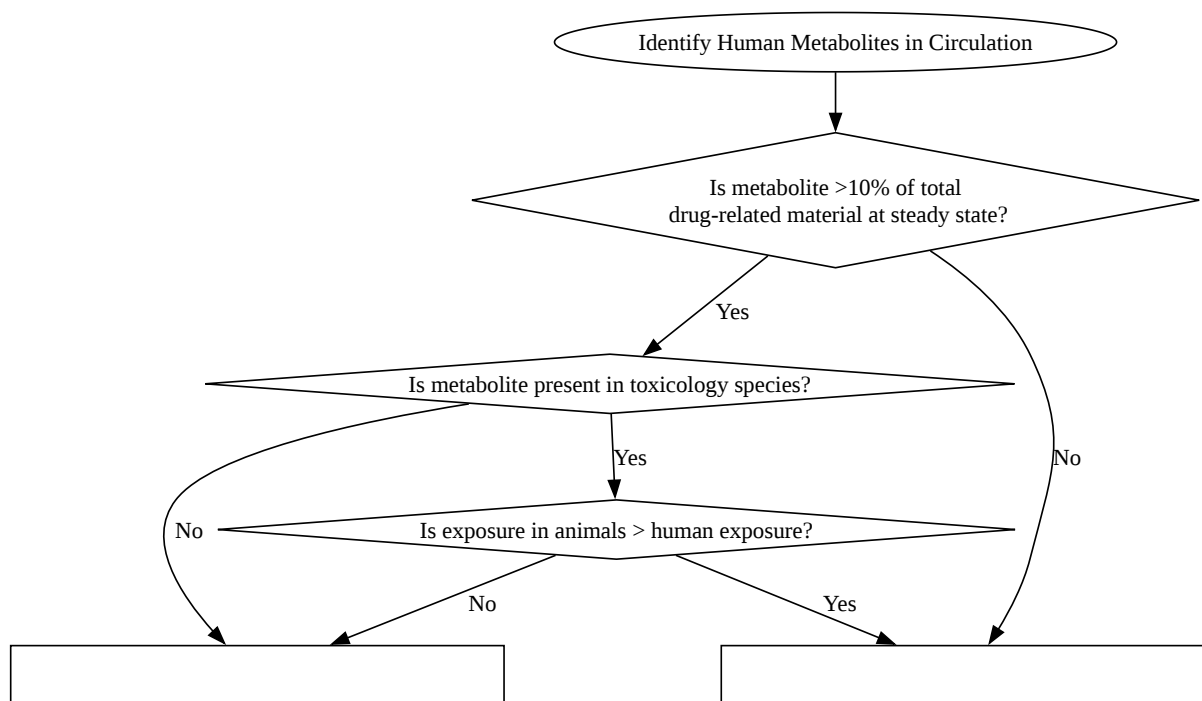 Identify Human Metabolites in Circulation
Is metabolite >10% of total
drug-related material at steady state?
Yes
Is metabolite present in toxicology species?
Yes
No
No
Is exposure in animals > human exposure?
No
Yes